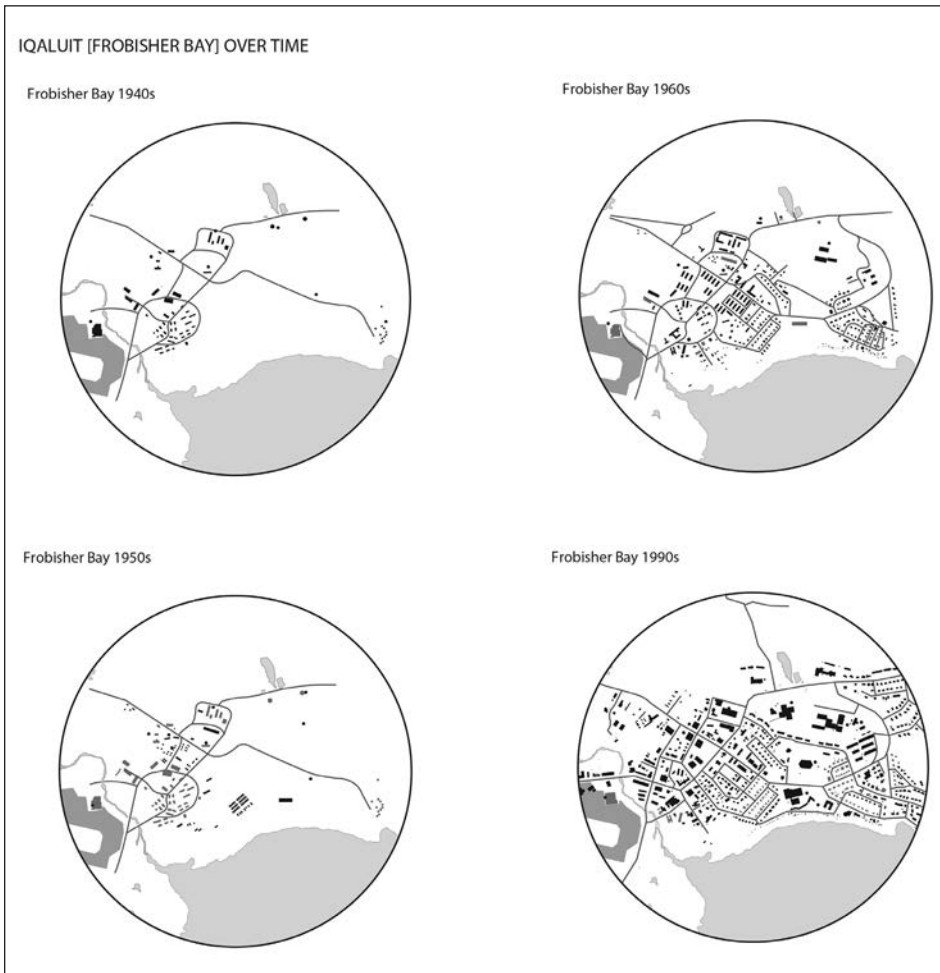 IQALUIT [FROBISHER BAY] OVER TIME
Frobisher Bay 1940s
Frobisher Bay 1960s
Frobisher Bay 1950s
Frobisher Bay 1990s